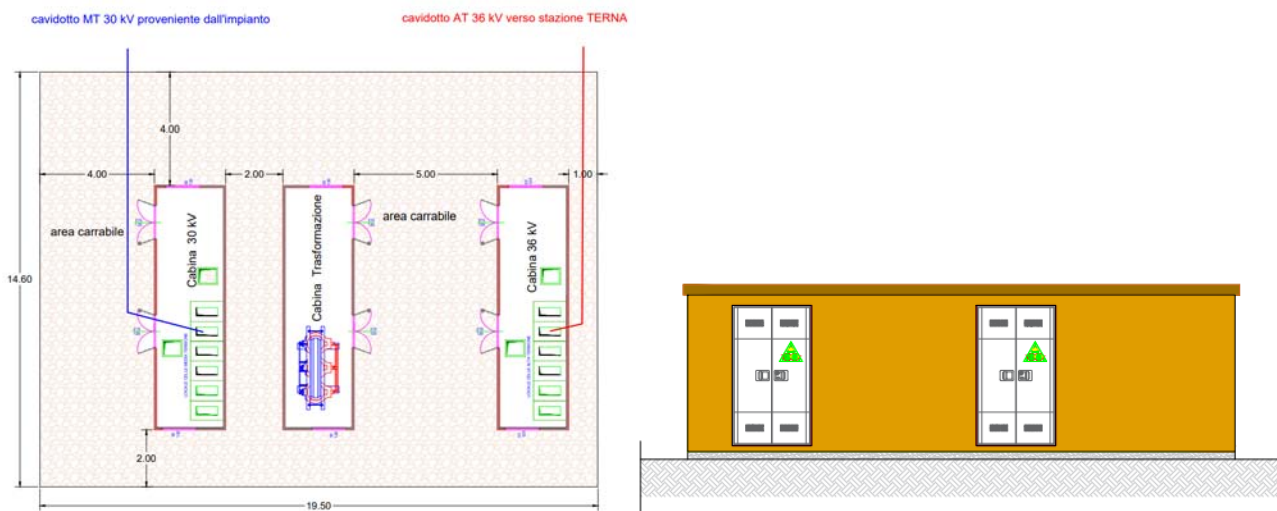 cavidotto MT 30 kV proveniente dall'impianto
cavidotto AT 36 kV verso stazione TERNA
4.00
4.00
2.00
5.00
1.00
area carrabile
Cabina 30 kV
Cabina Trasformazione
area carrabile
Cabina 36 kV
14.60
2.00
19.50